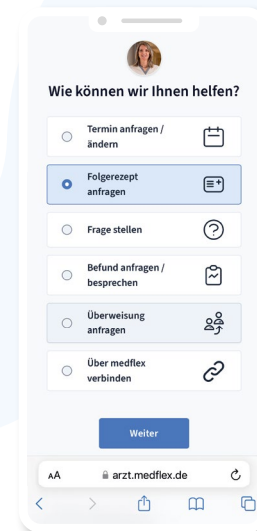 Wie können wir Ihnen helfen?
Termin anfragen /
ändern
Folgerezept
anfragen
Frage stellen
Befund anfragen /
besprechen
Überweisung
anfragen
Über medflex
verbinden
Weiter
AA arzt.medflex.de